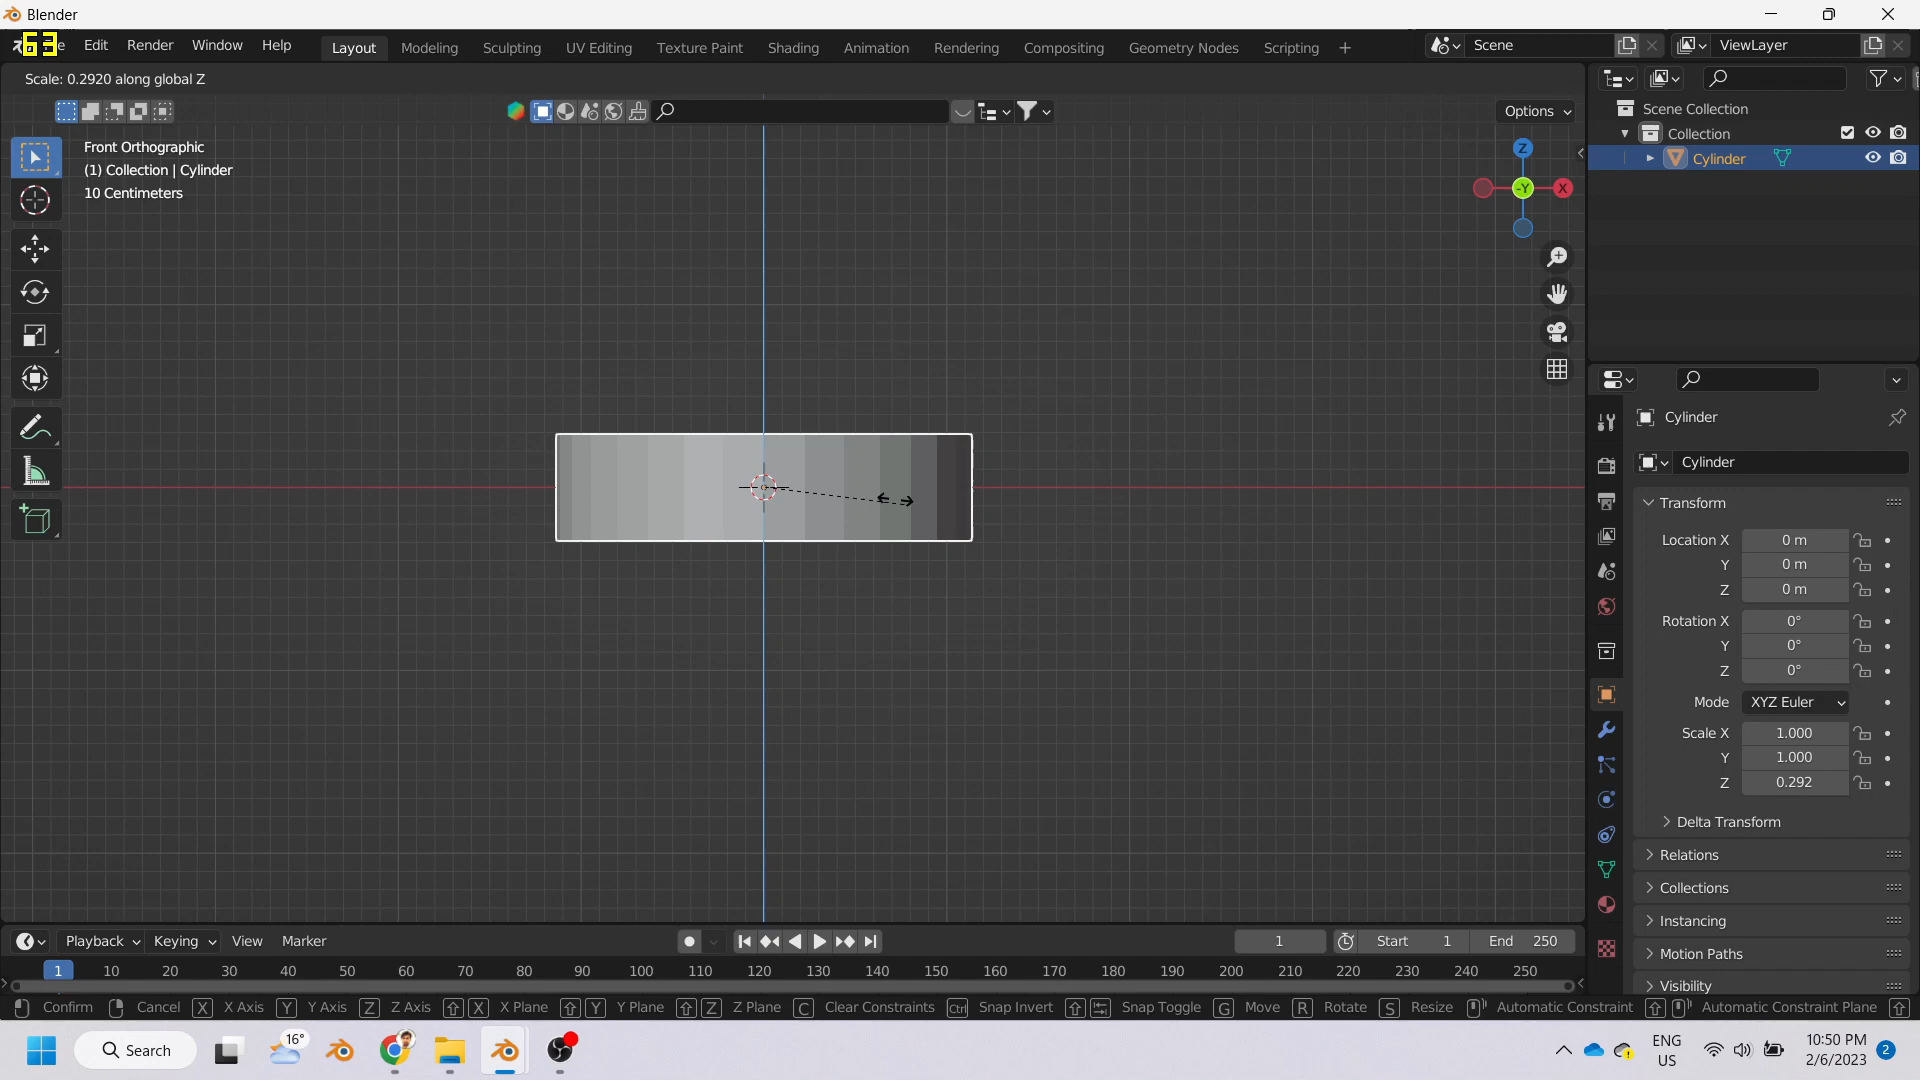 Blender
63
e Edit Render Window Help Layout Modeling Sculpting UV Editing Texture Paint Shading Animation Rendering Compositing Geometry Nodes Scripting + Scene ViewLayer
Scale: 0.2920 along global Z
Options
Front Orthographic
(1) Collection | Cylinder
10 Centimeters
Z
-Y
X
Scene Collection
Collection
Cylinder
Cylinder
Cylinder
Transform
Location X 0 m
Y 0 m
Z 0 m
Rotation X 0°
Y 0°
Z 0°
Mode XYZ Euler
Scale X 1.000
Y 1.000
Z 0.292
Delta Transform
Relations
Collections
Instancing
Motion Paths
Visibility
Playback Keying View Marker 1 Start 1 End 250
1 10 20 30 40 50 60 70 80 90 100 110 120 130 140 150 160 170 180 190 200 210 220 230 240 250
Confirm Cancel X X Axis Y Y Axis Z Z Axis X X Plane Y Y Plane Z Z Plane C Clear Constraints Ctrl Snap Invert Snap Toggle G Move R Rotate S Resize Automatic Constraint Automatic Constraint Plane
Search 16° ENG US 10:50 PM 2/6/2023 2